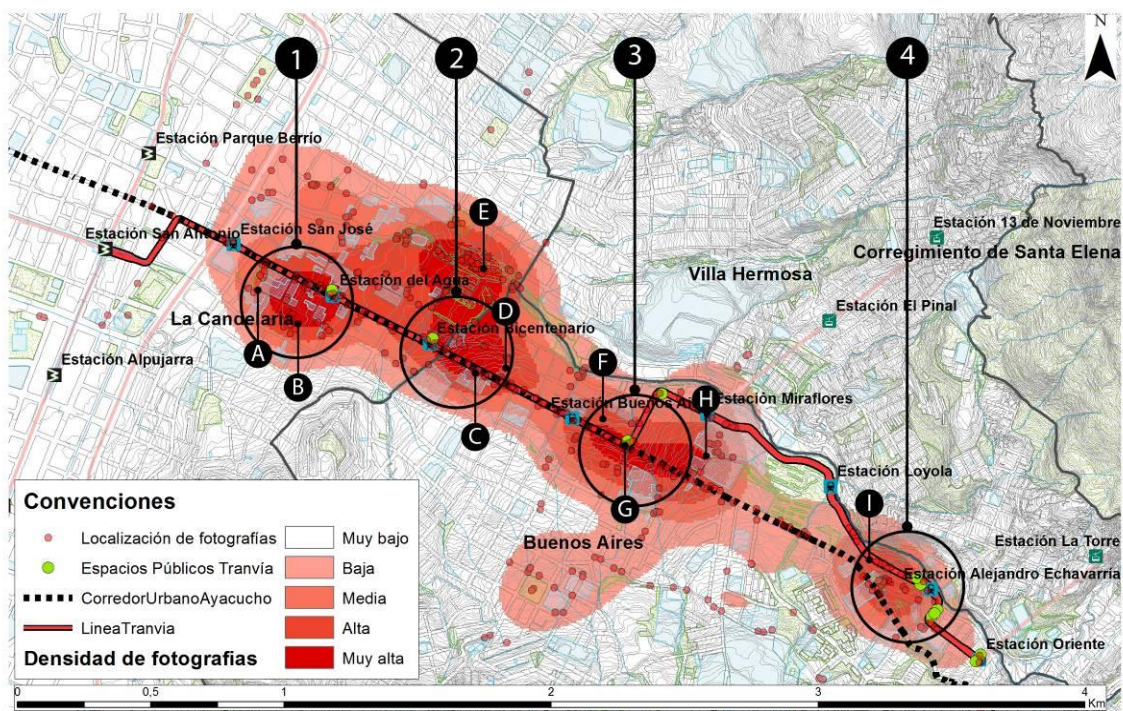 1
2
3
4
N
Estación Parque Berrío
Estación 13 de Noviembre
Estación San Antonio
Estación San José
E
Corregimiento de Santa Elena
Villa Hermosa
Estación del Agua
La Candelaria
Estación El Pinal
D
Estación Bicentenario
A
B
Estación Alpujarra
F
C
Estación Buenos Ai
H
Estación Miraflores
G
Estación Loyola
I
Buenos Aires
Estación La Torre
Estación Alejandro Echavarría
Estación Oriente
Convenciones
Localización de fotografías
Espacios Públicos Tranvía
CorredorUrbanoAyacucho
LineaTranvia
Densidad de fotografias
Muy bajo
Baja
Media
Alta
Muy alta
0 0,5 1 2 3 4
Km